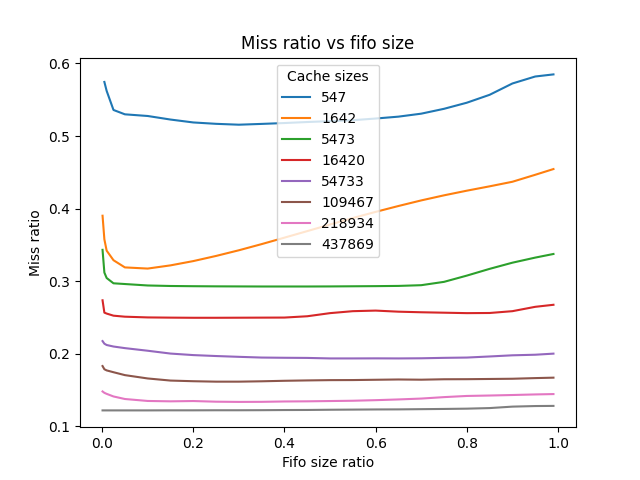 Miss ratio vs fifo size
Cache sizes
547
1642
5473
16420
54733
109467
218934
437869
Miss ratio
0.6
0.5
0.4
0.3
0.2
0.1
0.0 0.2 0.4 0.6 0.8 1.0
Fifo size ratio